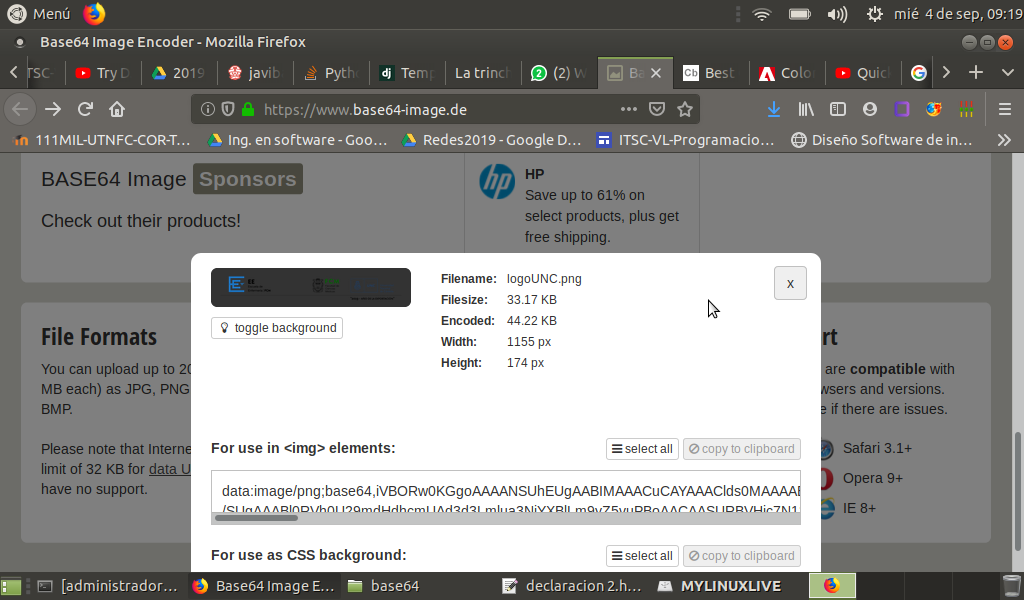 Menú
mié 4 de sep, 09:19
Base64 Image Encoder - Mozilla Firefox
TSC-
Try D
2019
javib
Pyth
Temp
La trinch
(2) W
Ba
Best
Colo
Quic
https://www.base64-image.de
111MIL-UTNFC-COR-T...
Ing. en software - Goo...
Redes2019 - Google D...
ITSC-VL-Programacio...
Diseño Software de in...
BASE64 Image Sponsors
Check out their products!
HP
Save up to 61% on
select products, plus get
free shipping.
toggle background
Filename: logoUNC.png
Filesize: 33.17 KB
Encoded: 44.22 KB
Width: 1155 px
Height: 174 px
x
File Formats
You can upload up to 20
MB each) as JPG, PNG
BMP.
Please note that Interne
limit of 32 KB for data U
have no support.
rt
are compatible with
wsers and versions.
e if there are issues.
Safari 3.1+
Opera 9+
IE 8+
For use in <img> elements:
select all
copy to clipboard
data:image/png;base64,iVBORw0KGgoAAAANSUhEUgAABIMAAACuCAYAAAClds0MAAAAB
For use as CSS background:
select all
copy to clipboard
[administrador...
Base64 Image E...
base64
declaracion 2.h...
MYLINUXLIVE